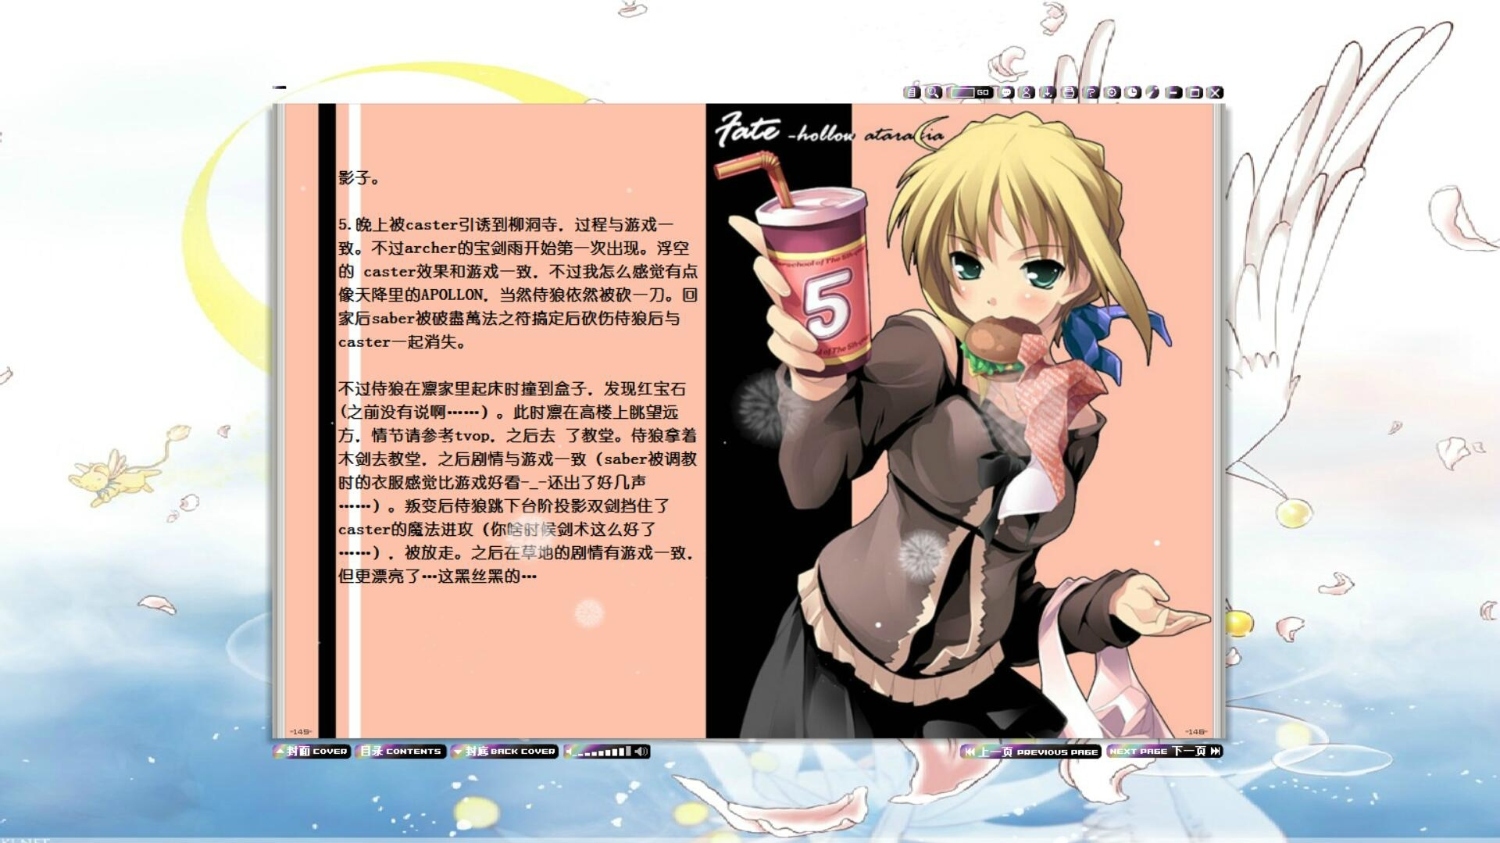 影子。
5.晚上被caster引诱到柳洞寺，过程与游戏一
致。不过archer的宝剑雨开始第一次出现。浮空
的 caster效果和游戏一致，不过我怎么感觉有点
像天降里的APOLLON，当然侍狼依然被砍一刀。回
家后saber被破盡萬法之符搞定后砍伤侍狼后与
caster一起消失。
不过侍狼在凛家里起床时撞到盒子，发现红宝石
(之前没有说啊……）。此时凛在高楼上眺望远
方，情节请参考tvop，之后去 了教堂。侍狼拿着
木剑去教堂，之后剧情与游戏一致（saber被调教
时的衣服感觉比游戏好看-_-还出了好几声
……）。叛变后侍狼跳下台阶投影双剑挡住了
caster的魔法进攻（你啥时候剑术这么好了
……），被放走。之后在草地的剧情有游戏一致，
但更漂亮了…这黑丝黑的…
Fate -hollow ataraxia
5
GO
-149-
-148-
封面 COVER
目录 CONTENTS
封底 BACK COVER
上一页 PREVIOUS PAGE
NEXT PAGE 下一页